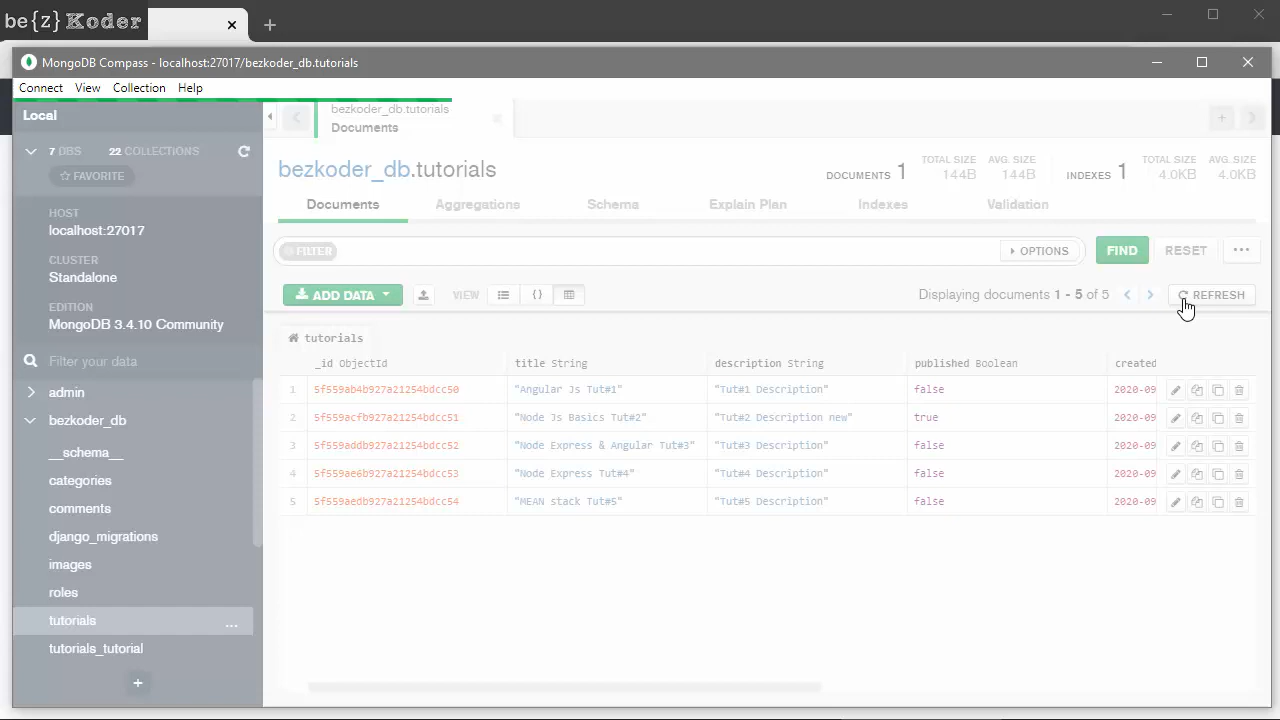 be{z}Koder
MongoDB Compass - localhost:27017/bezkoder_db.tutorials
Connect View Collection Help
Local
7 DBS 22 COLLECTIONS
FAVORITE
HOST
localhost:27017
CLUSTER
Standalone
EDITION
MongoDB 3.4.10 Community
Filter your data
admin
bezkoder_db
__schema__
categories
comments
django_migrations
images
roles
tutorials ...
tutorials_tutorial
+
bezkoder_db.tutorials
Documents
bezkoder_db.tutorials
DOCUMENTS 1 TOTAL SIZE 144B AVG. SIZE 144B INDEXES 1 TOTAL SIZE 4.0KB AVG. SIZE 4.0KB
Documents Aggregations Schema Explain Plan Indexes Validation
FILTER OPTIONS FIND RESET ...
ADD DATA VIEW { } Displaying documents 1 - 5 of 5 REFRESH
tutorials
_id ObjectId title String description String published Boolean created
1 5f559ab4b927a21254bdcc50 "Angular Js Tut#1" "Tut#1 Description" false 2020-09
2 5f559acfb927a21254bdcc51 "Node Js Basics Tut#2" "Tut#2 Description new" true 2020-09
3 5f559addb927a21254bdcc52 "Node Express & Angular Tut#3" "Tut#3 Description" false 2020-09
4 5f559ae6b927a21254bdcc53 "Node Express Tut#4" "Tut#4 Description" false 2020-09
5 5f559aedb927a21254bdcc54 "MEAN stack Tut#5" "Tut#5 Description" false 2020-09